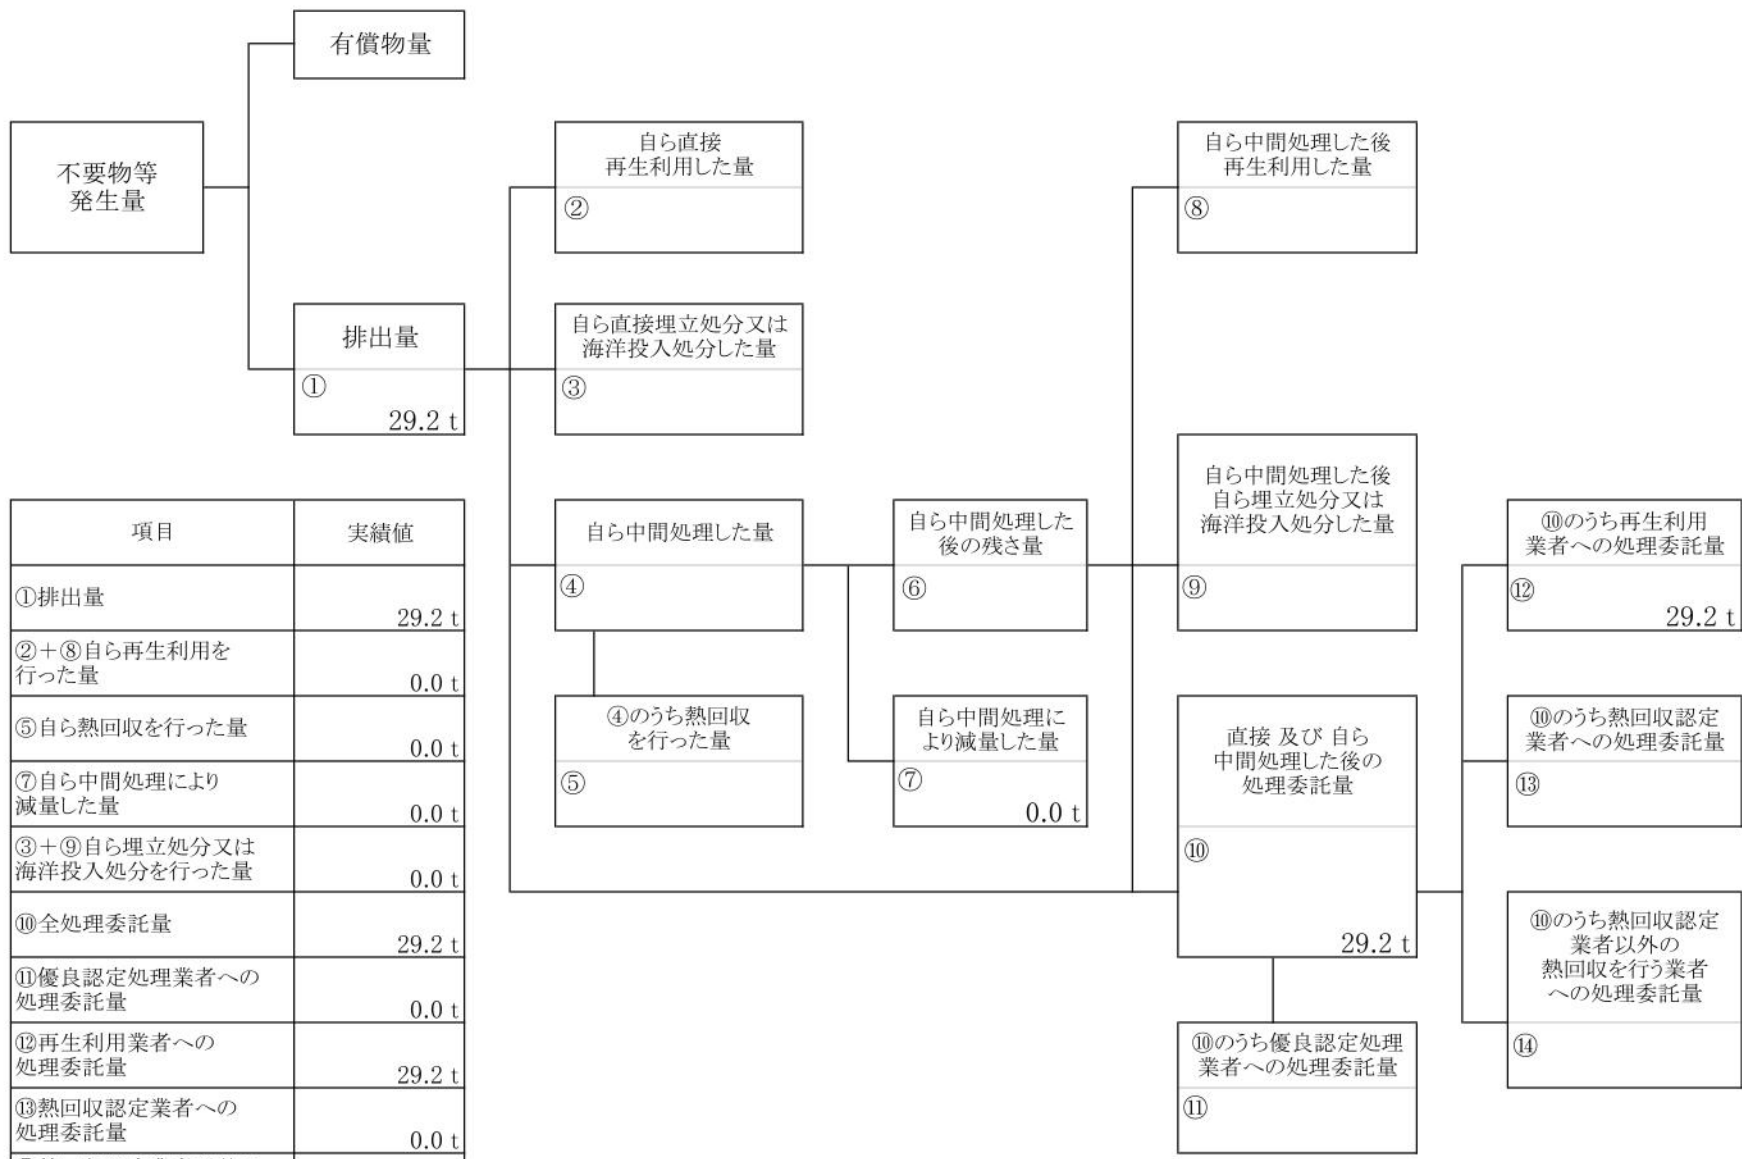 有償物量
不要物等
発生量
排出量
①
29.2 t
自ら直接
再生利用した量
②
自ら直接埋立処分又は
海洋投入処分した量
③
自ら中間処理した量
④
④のうち熱回収
を行った量
⑤
自ら中間処理した
後の残さ量
⑥
自ら中間処理に
より減量した量
⑦
0.0 t
自ら中間処理した後
再生利用した量
⑧
自ら中間処理した後
自ら埋立処分又は
海洋投入処分した量
⑨
直接 及び 自ら
中間処理した後の
処理委託量
⑩
29.2 t
⑩のうち優良認定処理
業者への処理委託量
⑪
⑩のうち再生利用
業者への処理委託量
⑫
29.2 t
⑩のうち熱回収認定
業者への処理委託量
⑬
⑩のうち熱回収認定
業者以外の
熱回収を行う業者
への処理委託量
⑭
項目 実績値
①排出量
29.2 t
②＋⑧自ら再生利用を
行った量
0.0 t
⑤自ら熱回収を行った量
0.0 t
⑦自ら中間処理により
減量した量
0.0 t
③＋⑨自ら埋立処分又は
海洋投入処分を行った量
0.0 t
⑩全処理委託量
29.2 t
⑪優良認定処理業者への
処理委託量
0.0 t
⑫再生利用業者への
処理委託量
29.2 t
⑬熱回収認定業者への
処理委託量
0.0 t